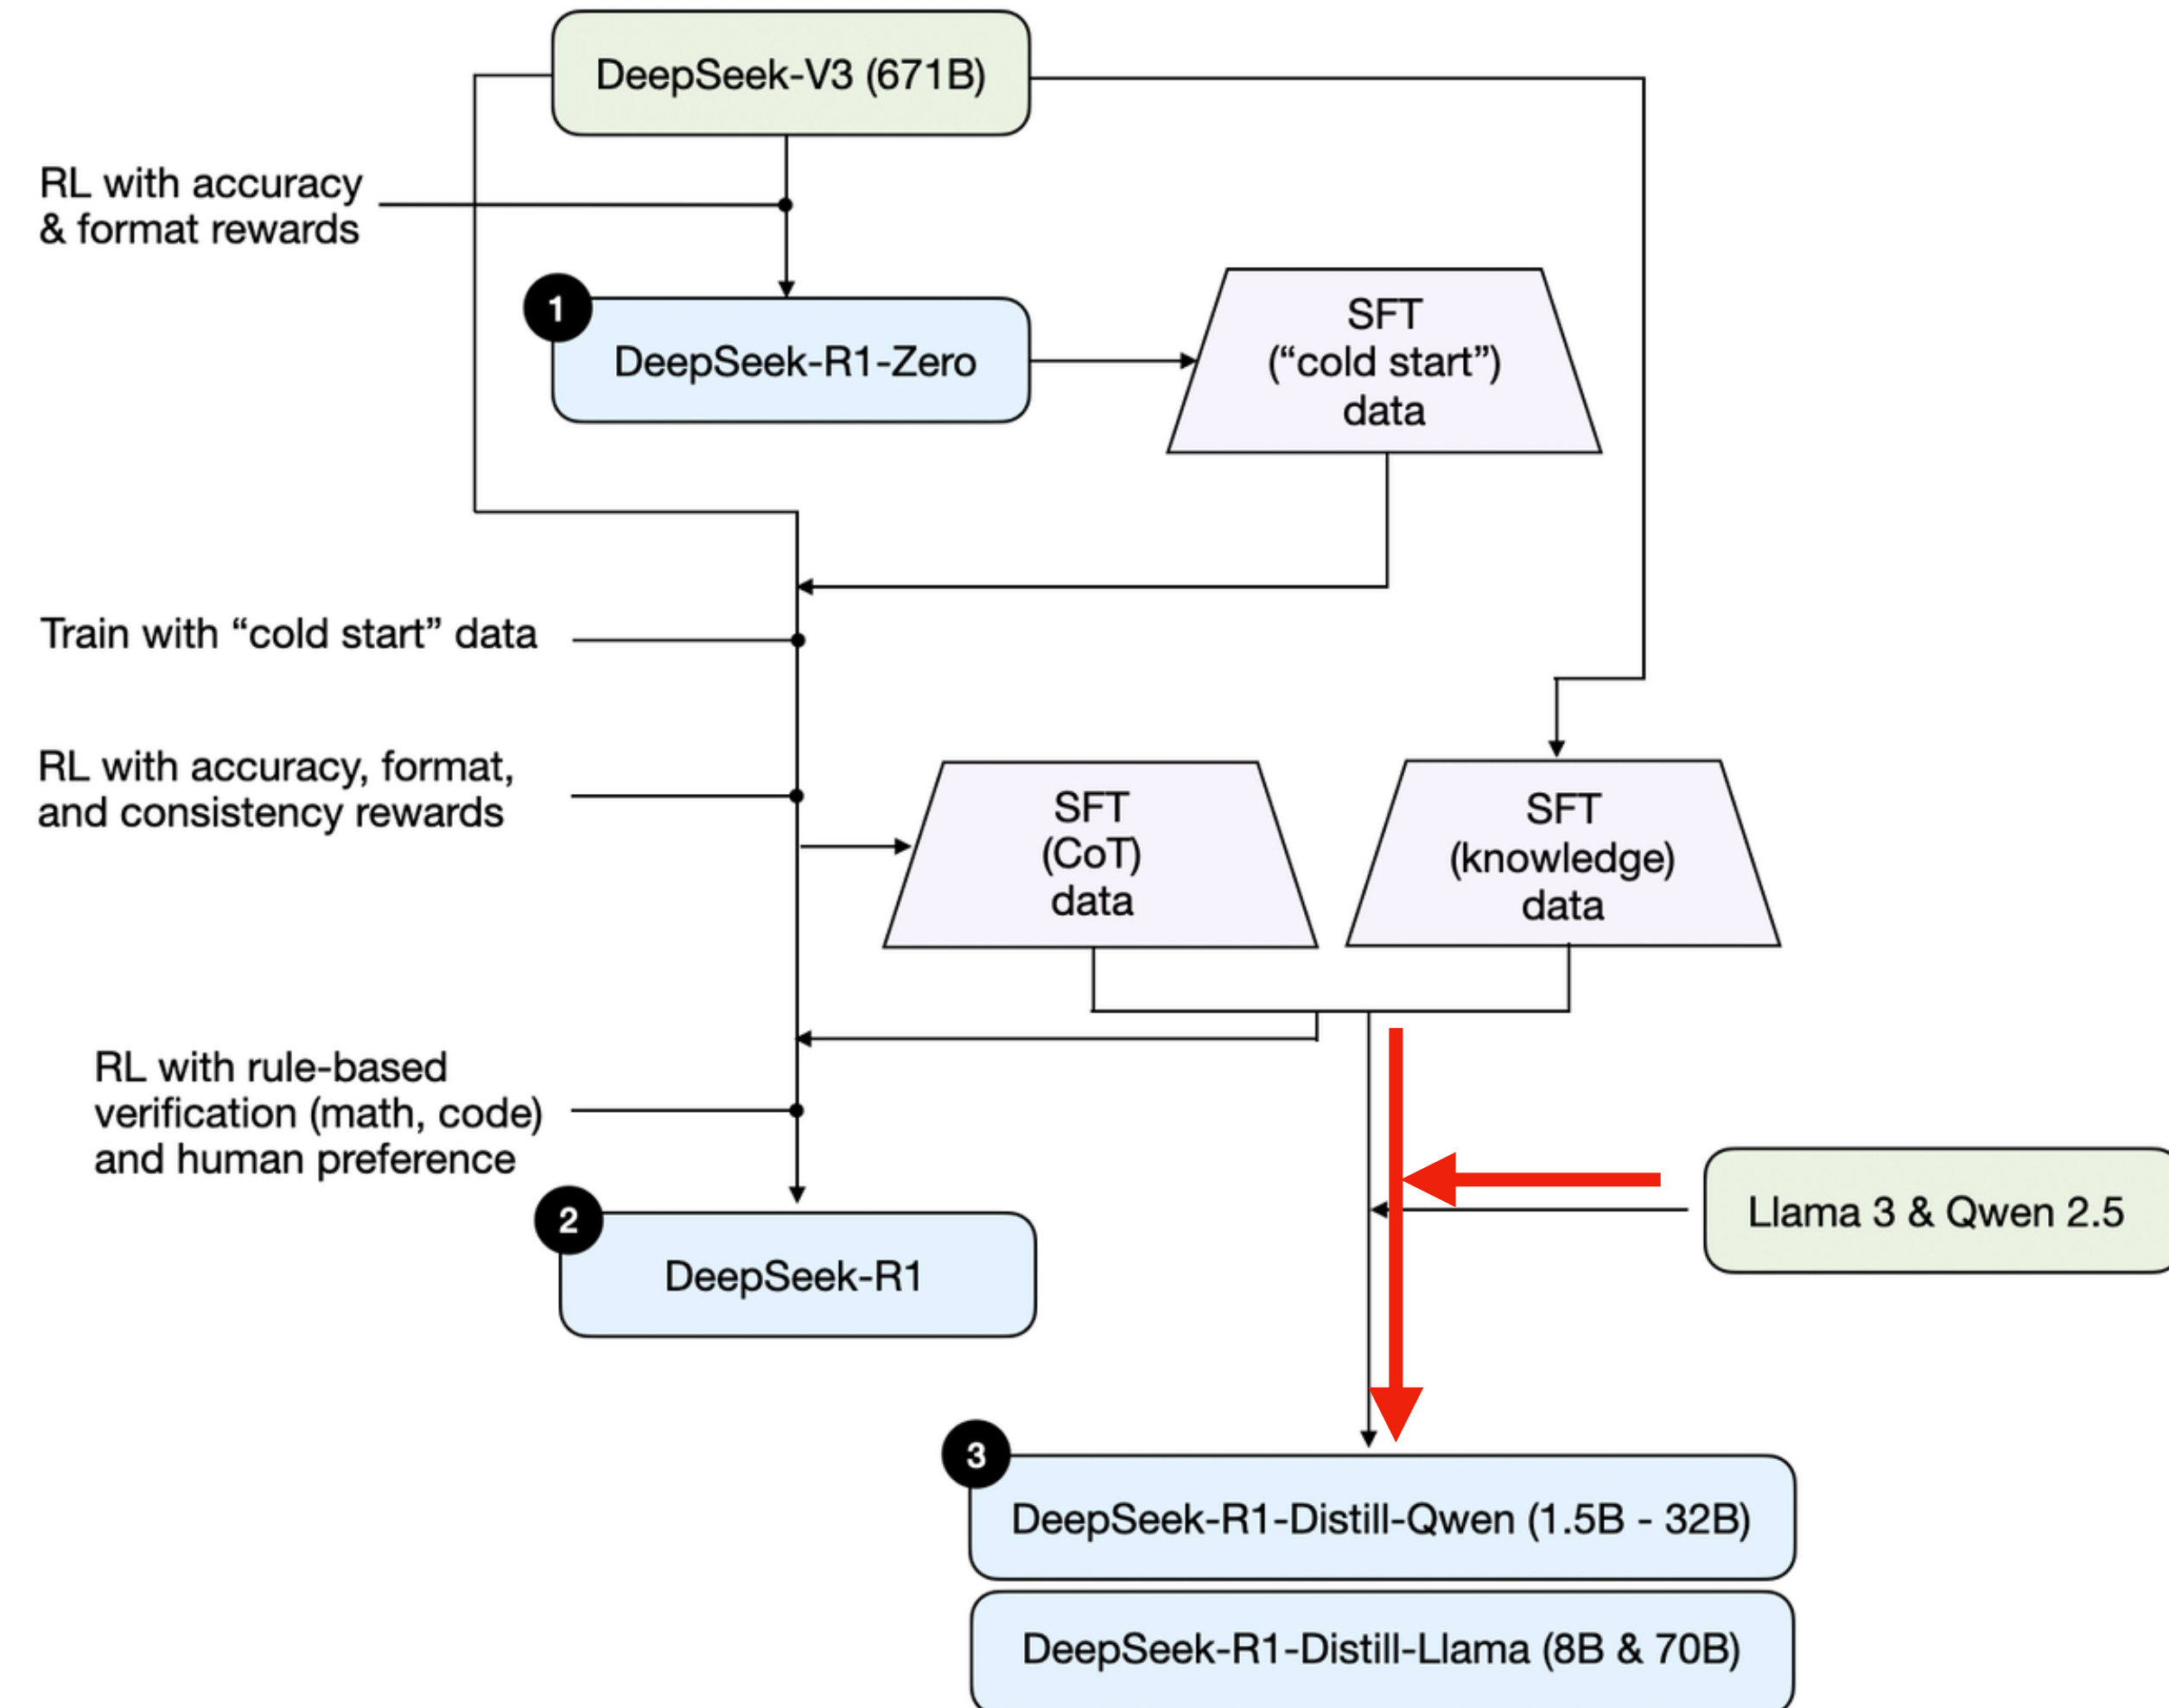 DeepSeek-V3 (671B)
RL with accuracy
& format rewards
1
DeepSeek-R1-Zero
SFT
(“cold start”)
data
Train with “cold start” data
RL with accuracy, format,
and consistency rewards
SFT
(CoT)
data
SFT
(knowledge)
data
RL with rule-based
verification (math, code)
and human preference
Llama 3 & Qwen 2.5
2
DeepSeek-R1
3
DeepSeek-R1-Distill-Qwen (1.5B - 32B)
DeepSeek-R1-Distill-Llama (8B & 70B)